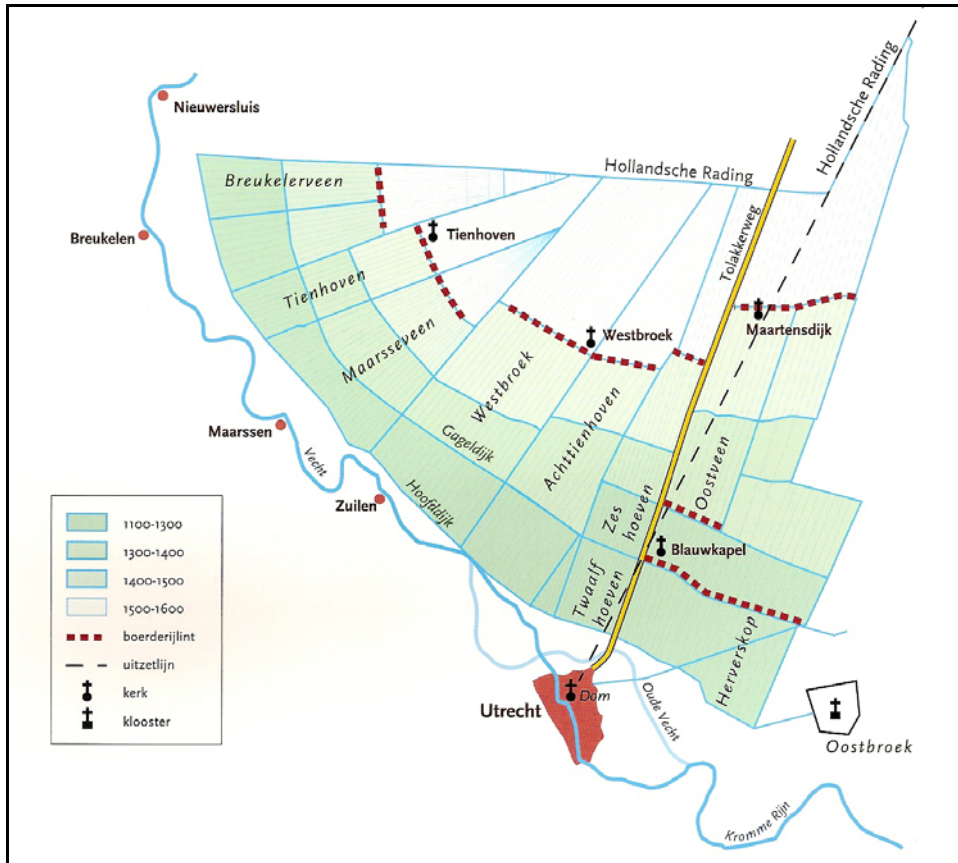 Nieuwersluis
Hollandsche Rading
Hollandsche Rading
Breukelerveen
Breukelen
Tienhoven
Tolakkerweg
Tienhoven
Maartensdijk
Westbroek
Maarsseveen
Westbroek
Achttienhoven
Maarssen
Gageldijk
Vecht
Hoofddijk
Oostveen
Zuilen
Zes
hoeven
Blauwkapel
Twaalf
hoeven
Herverskop
1100-1300
1300-1400
1400-1500
1500-1600
boerderijlint
uitzetlijn
kerk
klooster
Dom
Utrecht
Oude Vecht
Oostbroek
Kromme Rijn